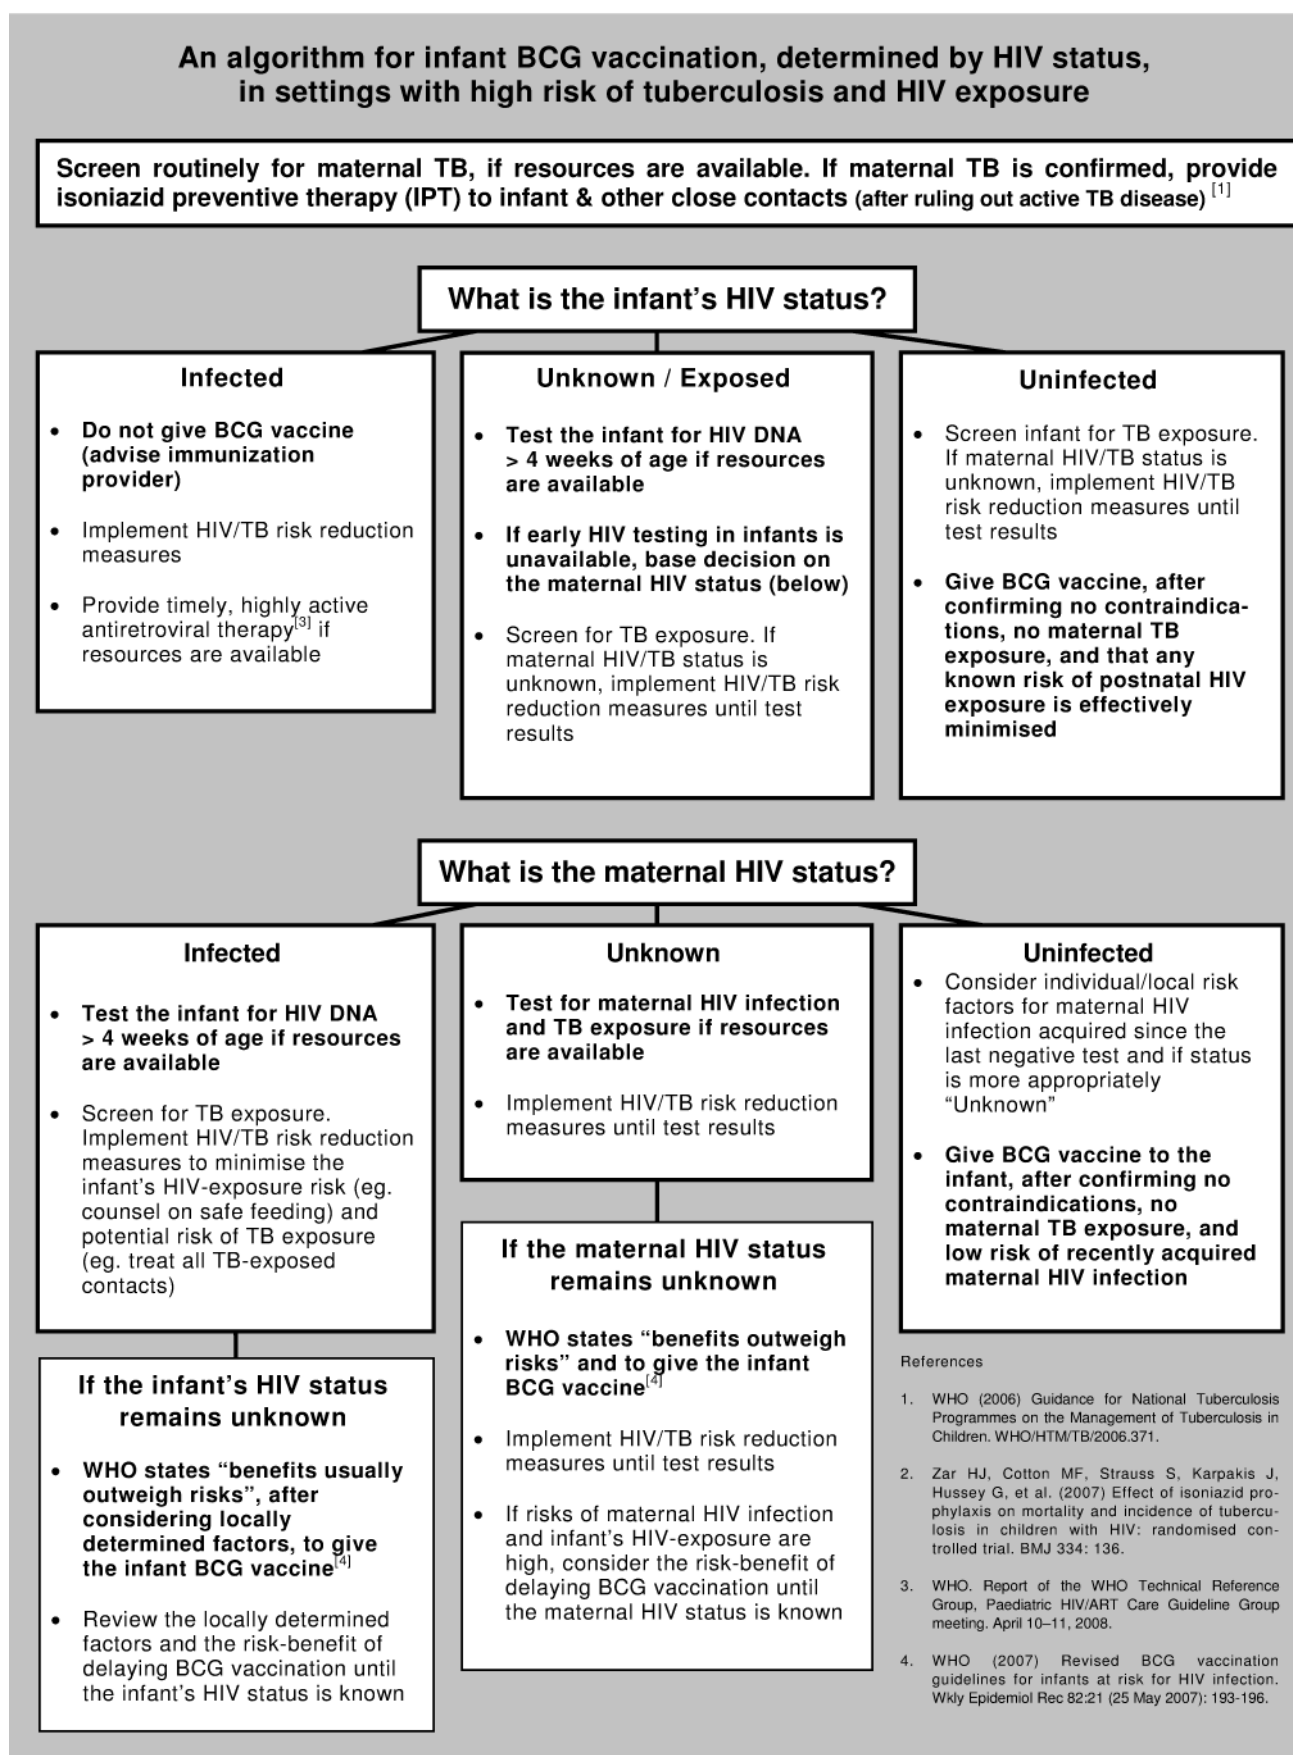 An algorithm for infant BCG vaccination, determined by HIV status,
in settings with high risk of tuberculosis and HIV exposure
Screen routinely for maternal TB, if resources are available. If maternal TB is confirmed, provide
isoniazid preventive therapy (IPT) to infant & other close contacts (after ruling out active TB disease) [1]
What is the infant's HIV status?
Infected
• Do not give BCG vaccine
(advise immunization
provider)
• Implement HIV/TB risk reduction
measures
• Provide timely, highly active
antiretroviral therapy[3] if
resources are available
Unknown / Exposed
• Test the infant for HIV DNA
> 4 weeks of age if resources
are available
• If early HIV testing in infants is
unavailable, base decision on
the maternal HIV status (below)
• Screen for TB exposure. If
maternal HIV/TB status is
unknown, implement HIV/TB risk
reduction measures until test
results
Uninfected
• Screen infant for TB exposure.
If maternal HIV/TB status is
unknown, implement HIV/TB
risk reduction measures until
test results
• Give BCG vaccine, after
confirming no contraindica-
tions, no maternal TB
exposure, and that any
known risk of postnatal HIV
exposure is effectively
minimised
What is the maternal HIV status?
Infected
• Test the infant for HIV DNA
> 4 weeks of age if resources
are available
• Screen for TB exposure.
Implement HIV/TB risk reduction
measures to minimise the
infant's HIV-exposure risk (eg.
counsel on safe feeding) and
potential risk of TB exposure
(eg. treat all TB-exposed
contacts)
If the infant's HIV status
remains unknown
• WHO states “benefits usually
outweigh risks”, after
considering locally
determined factors, to give
the infant BCG vaccine[4]
• Review the locally determined
factors and the risk-benefit of
delaying BCG vaccination until
the infant's HIV status is known
Unknown
• Test for maternal HIV infection
and TB exposure if resources
are available
• Implement HIV/TB risk reduction
measures until test results
If the maternal HIV status
remains unknown
• WHO states “benefits outweigh
risks” and to give the infant
BCG vaccine[4]
• Implement HIV/TB risk reduction
measures until test results
• If risks of maternal HIV infection
and infant's HIV-exposure are
high, consider the risk-benefit of
delaying BCG vaccination until
the maternal HIV status is known
Uninfected
• Consider individual/local risk
factors for maternal HIV
infection acquired since the
last negative test and if status
is more appropriately
“Unknown”
• Give BCG vaccine to the
infant, after confirming no
contraindications, no
maternal TB exposure, and
low risk of recently acquired
maternal HIV infection
References
1. WHO (2006) Guidance for National Tuberculosis
Programmes on the Management of Tuberculosis in
Children. WHO/HTM/TB/2006.371.
2. Zar HJ, Cotton MF, Strauss S, Karpakis J,
Hussey G, et al. (2007) Effect of isoniazid pro-
phylaxis on mortality and incidence of tubercu-
losis in children with HIV: randomised con-
trolled trial. BMJ 334: 136.
3. WHO. Report of the WHO Technical Reference
Group, Paediatric HIV/ART Care Guideline Group
meeting. April 10–11, 2008.
4. WHO (2007) Revised BCG vaccination
guidelines for infants at risk for HIV infection.
Wkly Epidemiol Rec 82:21 (25 May 2007): 193-196.